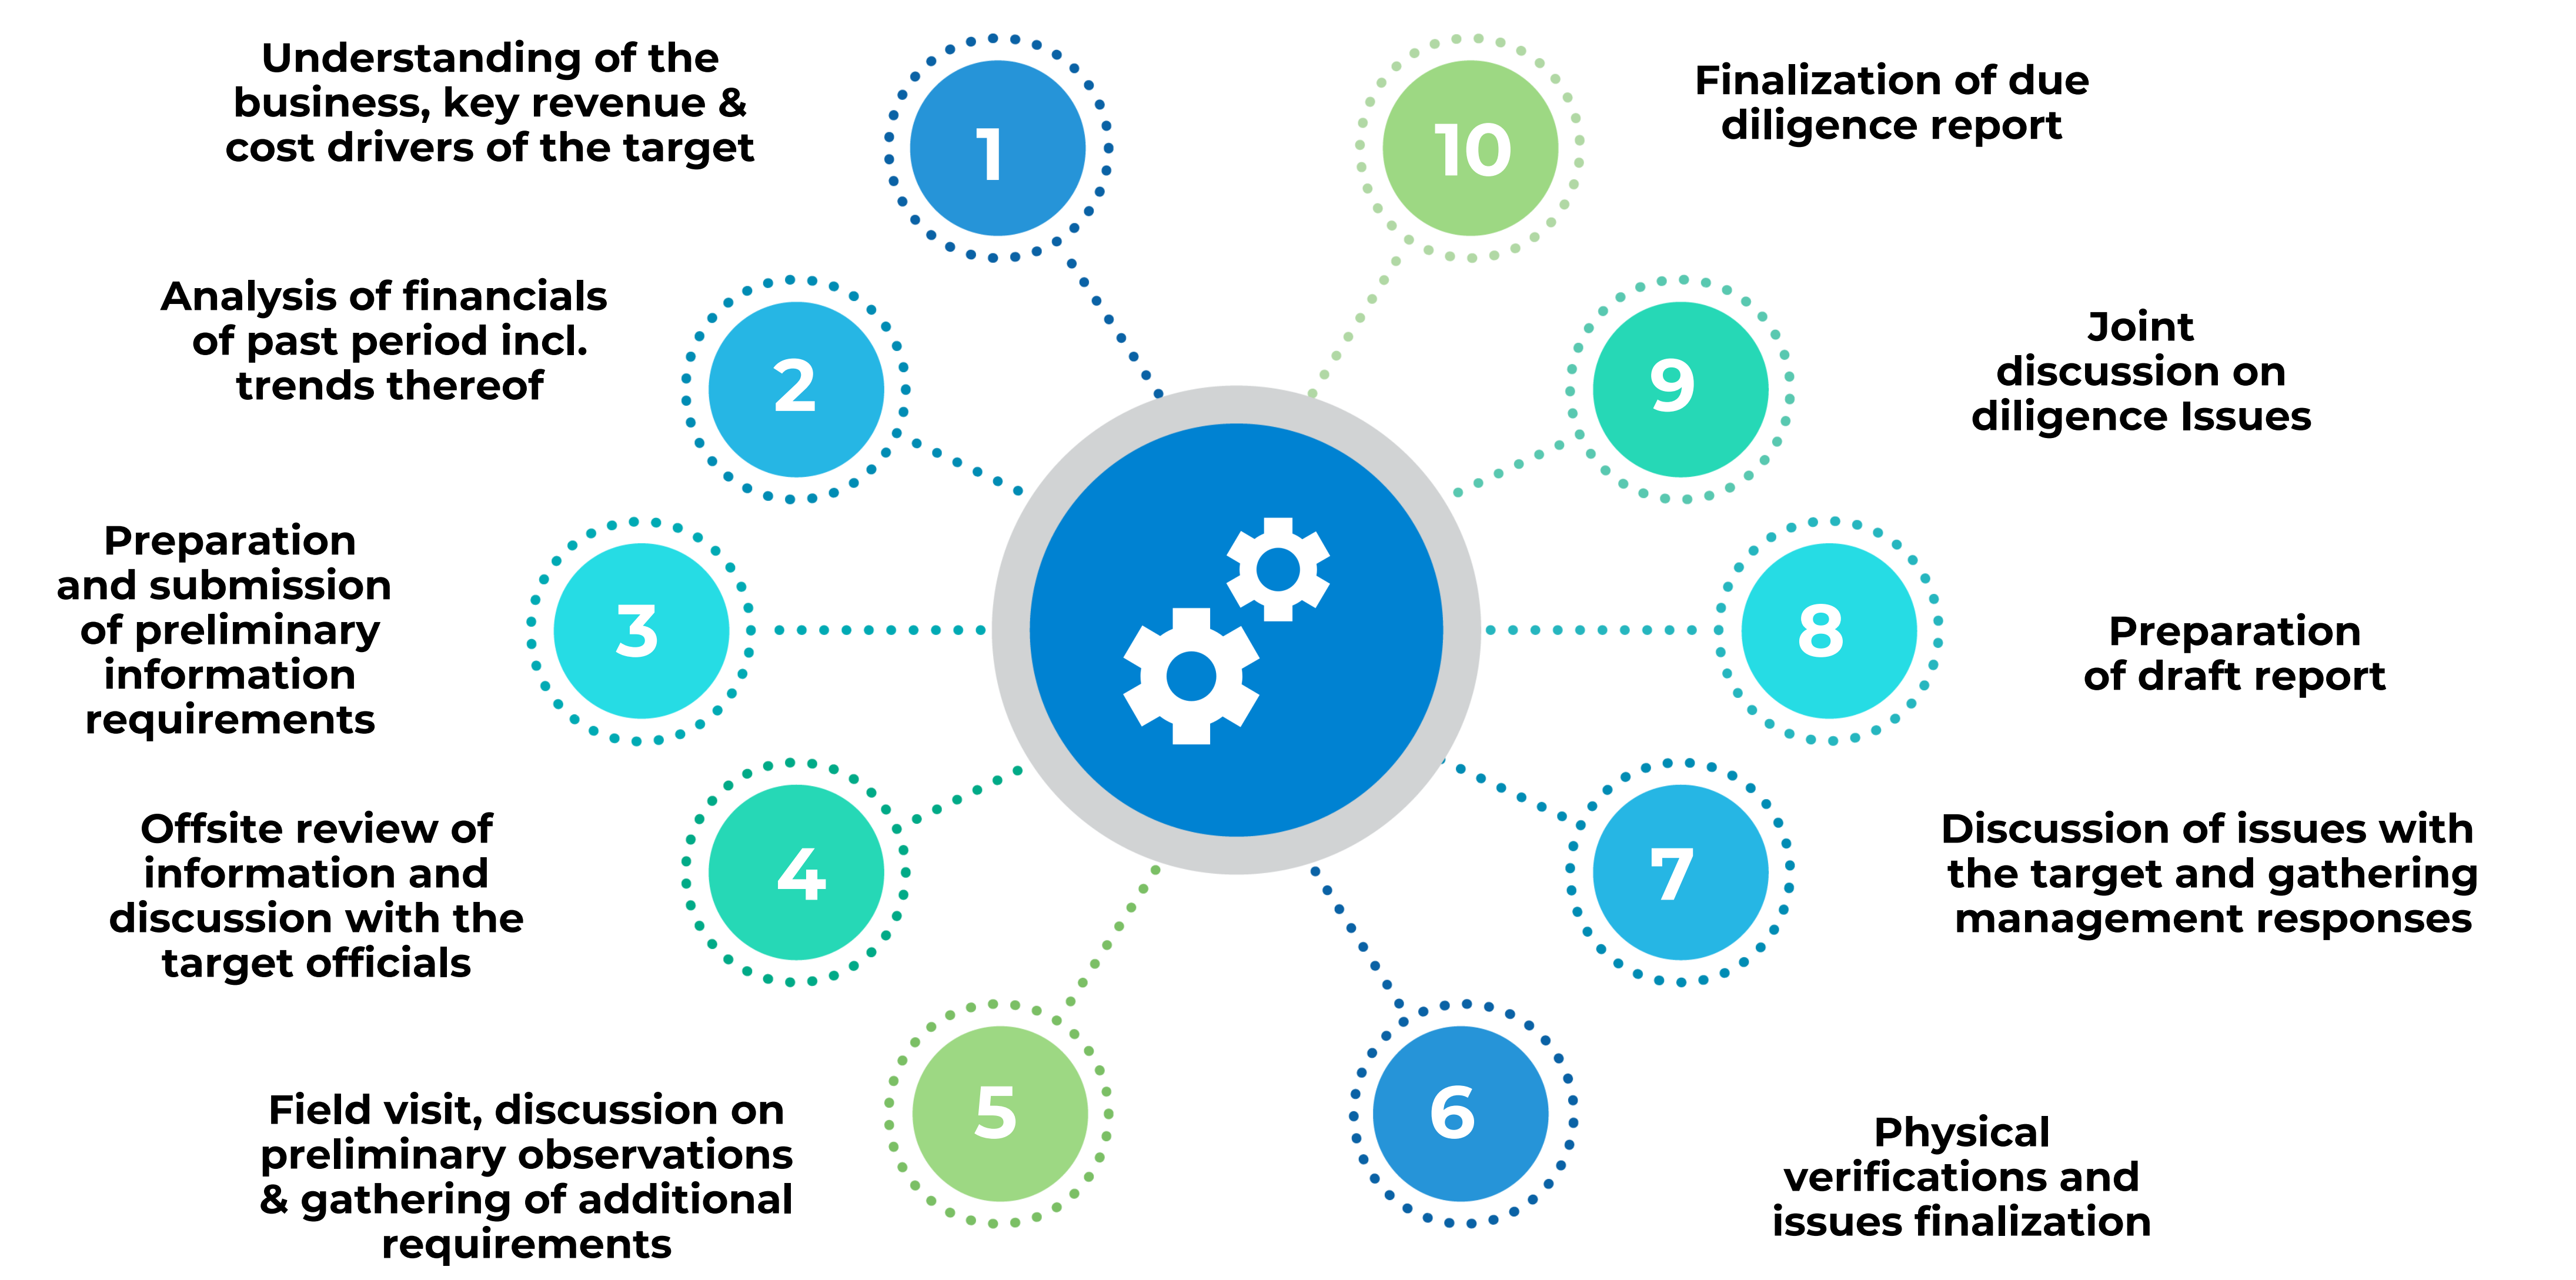 1
Understanding of the
business, key revenue &
cost drivers of the target
2
Analysis of financials
of past period incl.
trends thereof
3
Preparation
and submission
of preliminary
information
requirements
4
Offsite review of
information and
discussion with the
target officials
5
Field visit, discussion on
preliminary observations
& gathering of additional
requirements
6
Physical
verifications and
issues finalization
7
Discussion of issues with
the target and gathering
management responses
8
Preparation
of draft report
9
Joint
discussion on
diligence Issues
10
Finalization of due
diligence report